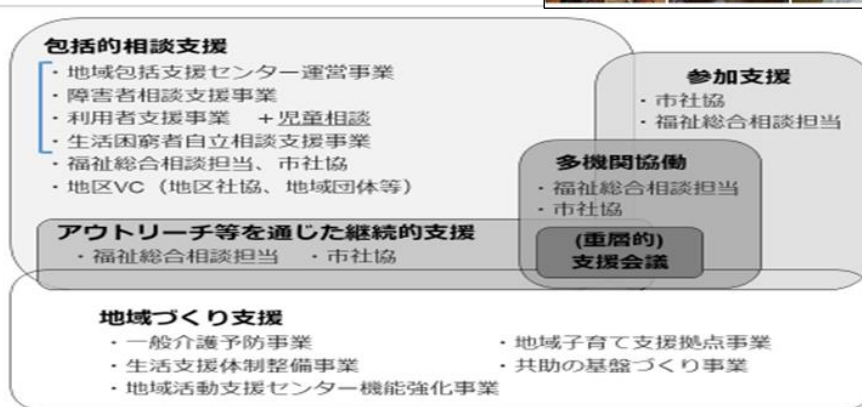 包括的相談支援
・地域包括支援センター運営事業
・障害者相談支援事業
・利用者支援事業　+児童相談
・生活困窮者自立相談支援事業
・福祉総合相談担当、市社協
・地区VC（地区社協、地域団体等）
参加支援
・市社協
・福祉総合相談担当
多機関協働
・福祉総合相談担当
・市社協
(重層的)
支援会議
アウトリーチ等を通じた継続的支援
・福祉総合相談担当　・市社協
地域づくり支援
・一般介護予防事業
・生活支援体制整備事業
・地域活動支援センター機能強化事業
・地域子育て支援拠点事業
・共助の基盤づくり事業